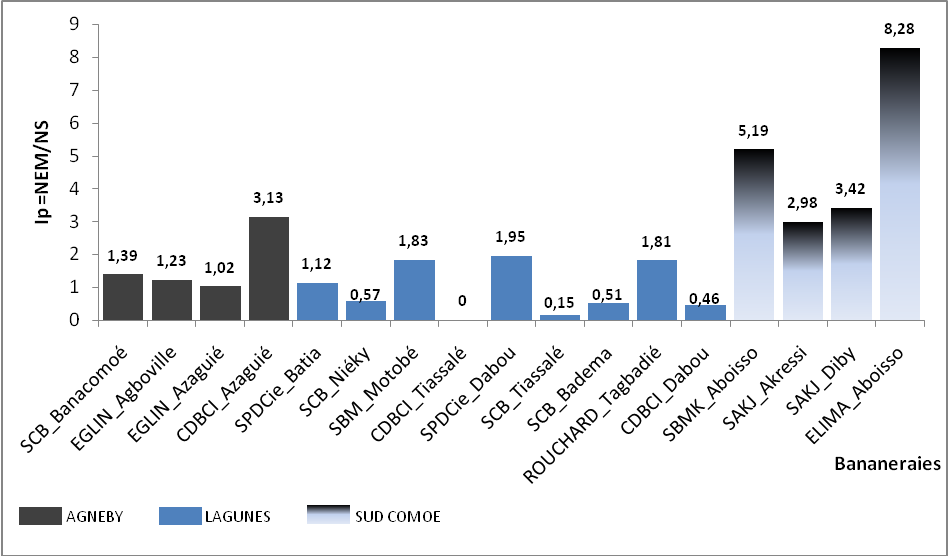 Ip =NEM/NS
9
8
7
6
5
4
3
2
1
0
1,39
1,23
1,02
3,13
1,12
0,57
1,83
0
1,95
0,15
0,51
1,81
0,46
5,19
2,98
3,42
8,28
SCB_Banacomoé
EGLIN_Agboville
EGLIN_Azaguié
CDBCI_Azaguié
SPDCie_Batia
SCB_Niéky
SBM_Motobé
CDBCI_Tiassalé
SPDCie_Dabou
SCB_Tiassalé
SCB_Badema
ROUCHARD_Tagbadié
CDBCI_Dabou
SBMK_Aboisso
SAKJ_Akressi
SAKJ_Diby
ELIMA_Aboisso
Bananeraies
AGNEBY
LAGUNES
SUD COMOE